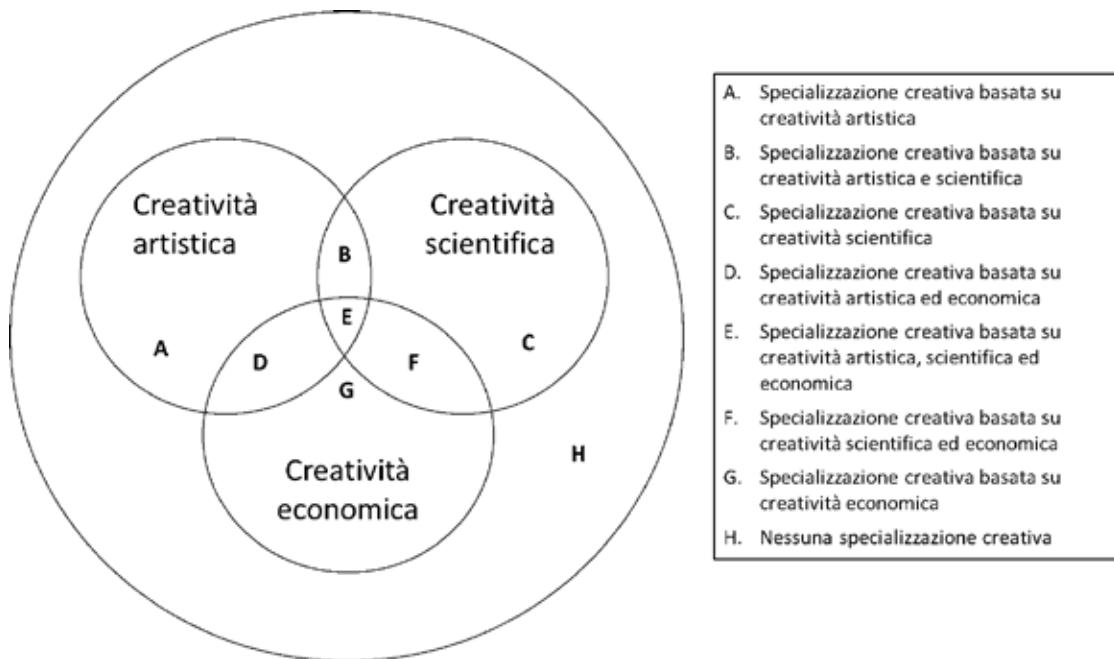 Creatività
artistica
Creatività
scientifica
B
E
A
D
F
C
G
H
Creatività
economica
A. Specializzazione creativa basata su
creatività artistica
B. Specializzazione creativa basata su
creatività artistica e scientifica
C. Specializzazione creativa basata su
creatività scientifica
D. Specializzazione creativa basata su
creatività artistica ed economica
E. Specializzazione creativa basata su
creatività artistica, scientifica ed
economica
F. Specializzazione creativa basata su
creatività scientifica ed economica
G. Specializzazione creativa basata su
creatività economica
H. Nessuna specializzazione creativa